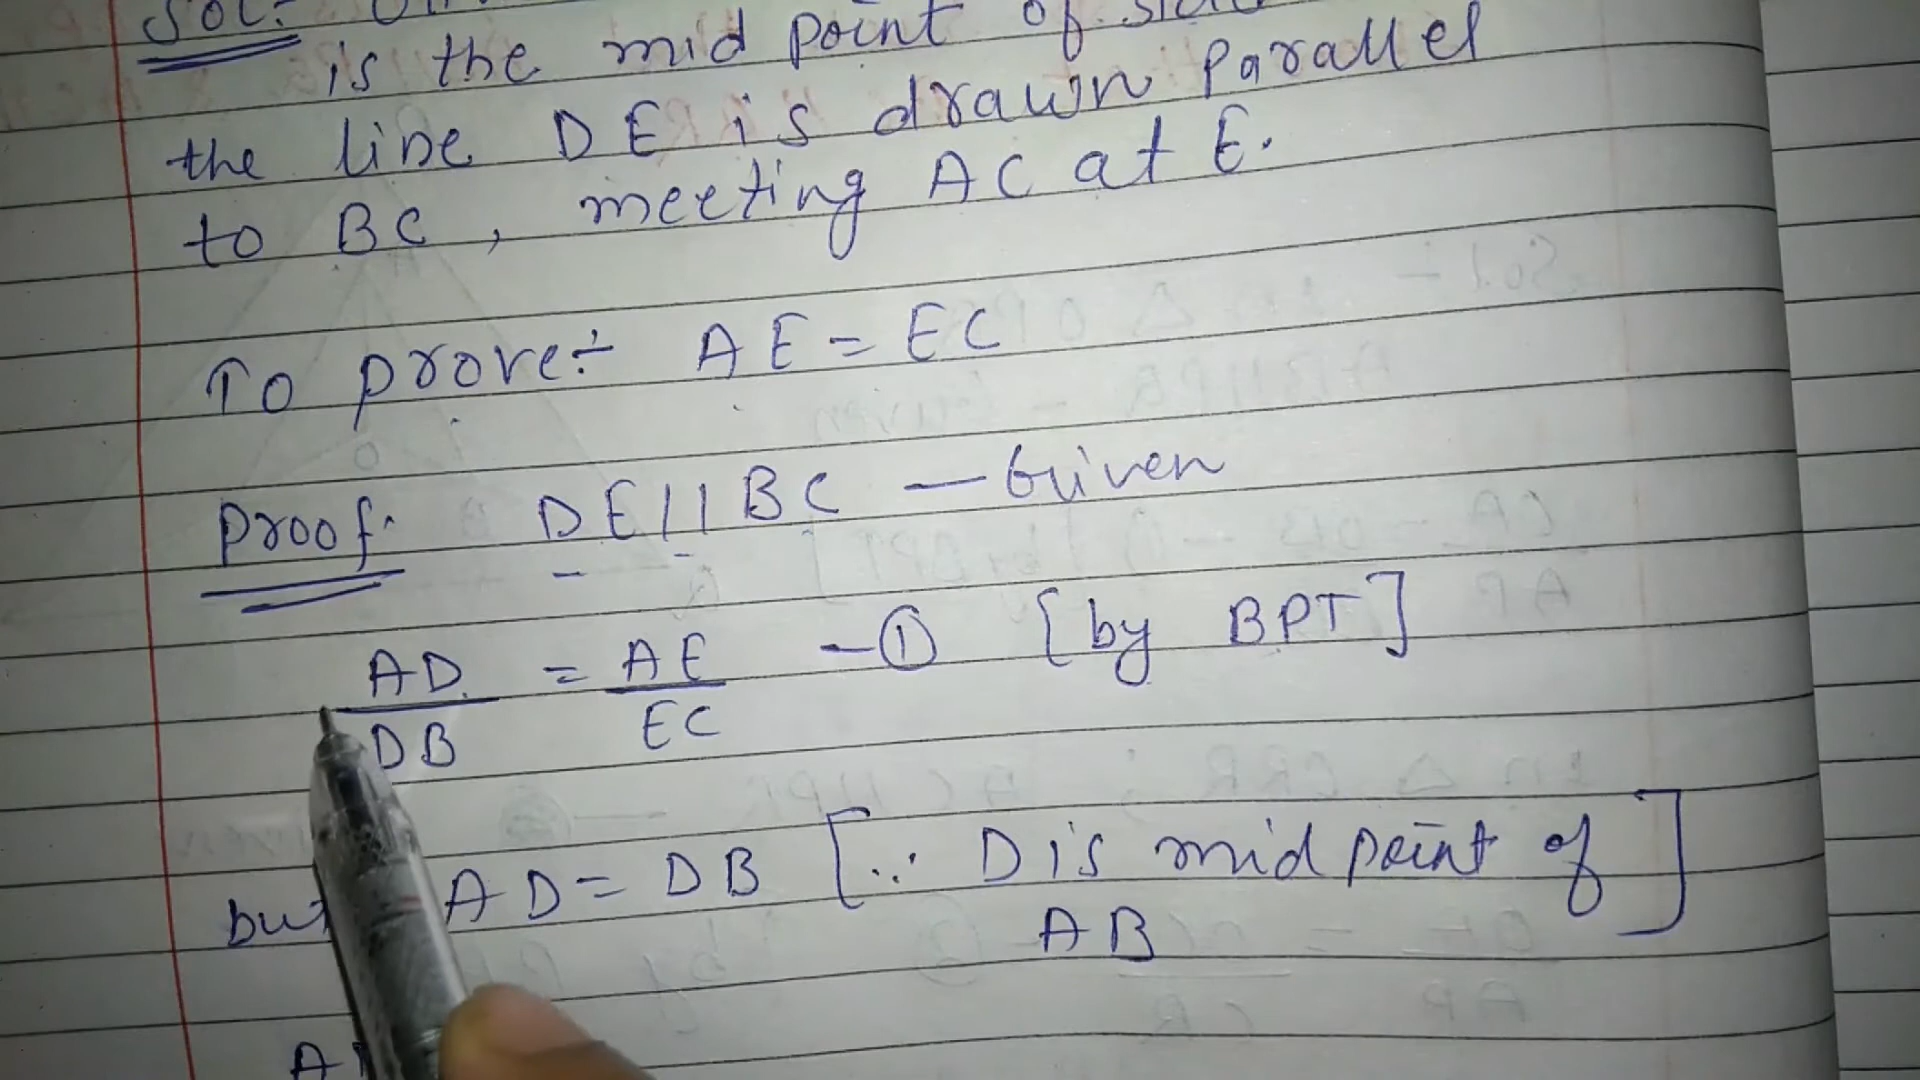 Sol:
is the mid point of side
the line DE is drawn parallel
to BC, meeting AC at E.
To prove:- AE = EC
Proof: DE || BC — Given
AD/DB = AE/EC - ① [by BPT]
but AD = DB [∵ D is mid point of
AB]